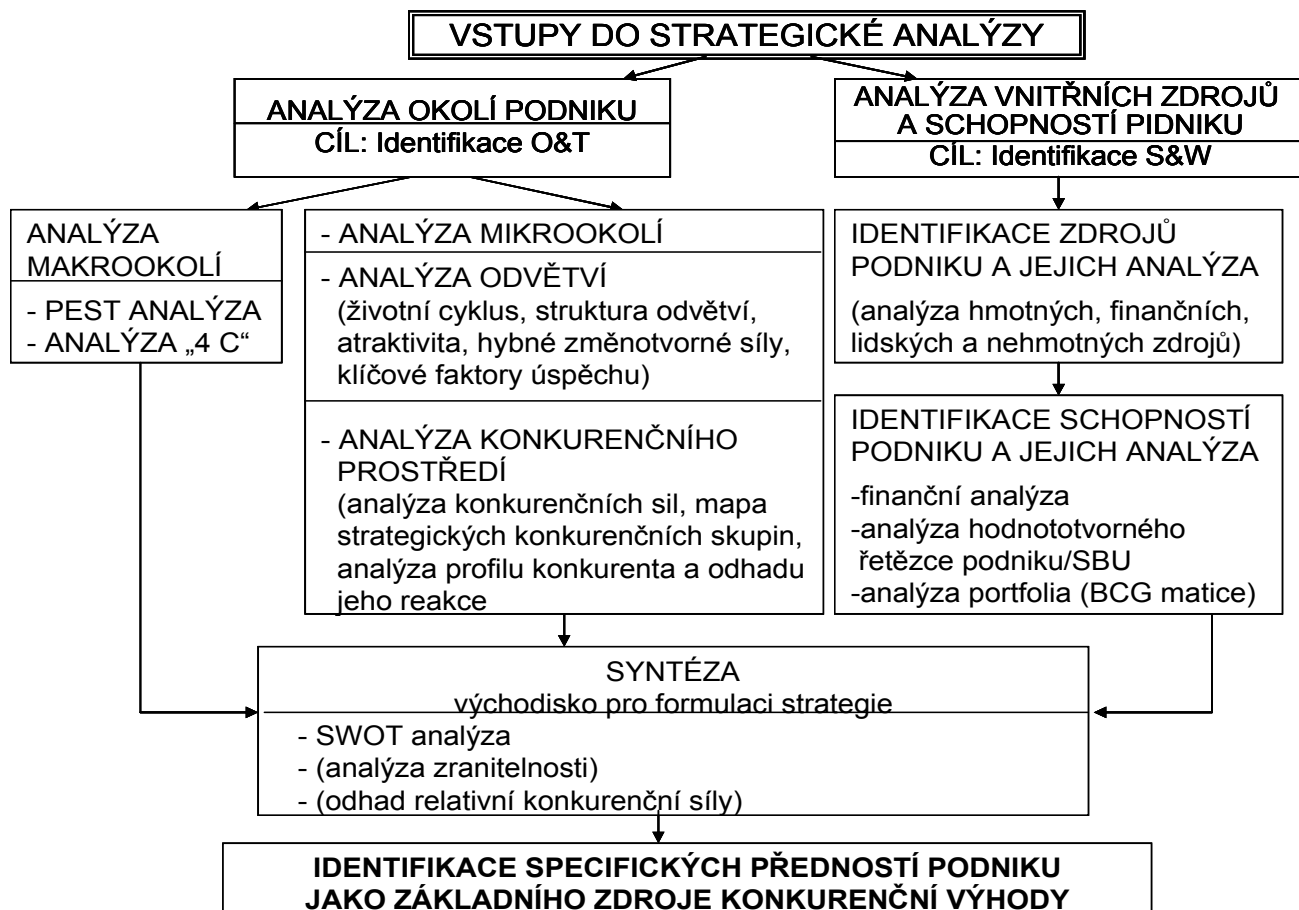 VSTUPY DO STRATEGICKÉ ANALÝZY
ANALÝZA OKOLÍ PODNIKU
CÍL: Identifikace O&T
ANALÝZA VNITŘNÍCH ZDROJŮ
A SCHOPNOSTÍ PIDNIKU
CÍL: Identifikace S&W
ANALÝZA
MAKROOKOLÍ
- PEST ANALÝZA
- ANALÝZA „4 C“
- ANALÝZA MIKROOKOLÍ
- ANALÝZA ODVĚTVÍ
(životní cyklus, struktura odvětví,
atraktivita, hybné změnotvorné síly,
klíčové faktory úspěchu)
- ANALÝZA KONKURENČNÍHO
PROSTŘEDÍ
(analýza konkurenčních sil, mapa
strategických konkurenčních skupin,
analýza profilu konkurenta a odhadu
jeho reakce
IDENTIFIKACE ZDROJŮ
PODNIKU A JEJICH ANALÝZA
(analýza hmotných, finančních,
lidských a nehmotných zdrojů)
IDENTIFIKACE SCHOPNOSTÍ
PODNIKU A JEJICH ANALÝZA
-finanční analýza
-analýza hodnototvorného
řetězce podniku/SBU
-analýza portfolia (BCG matice)
SYNTÉZA
východisko pro formulaci strategie
- SWOT analýza
- (analýza zranitelnosti)
- (odhad relativní konkurenční síly)
IDENTIFIKACE SPECIFICKÝCH PŘEDNOSTÍ PODNIKU
JAKO ZÁKLADNÍHO ZDROJE KONKURENČNÍ VÝHODY